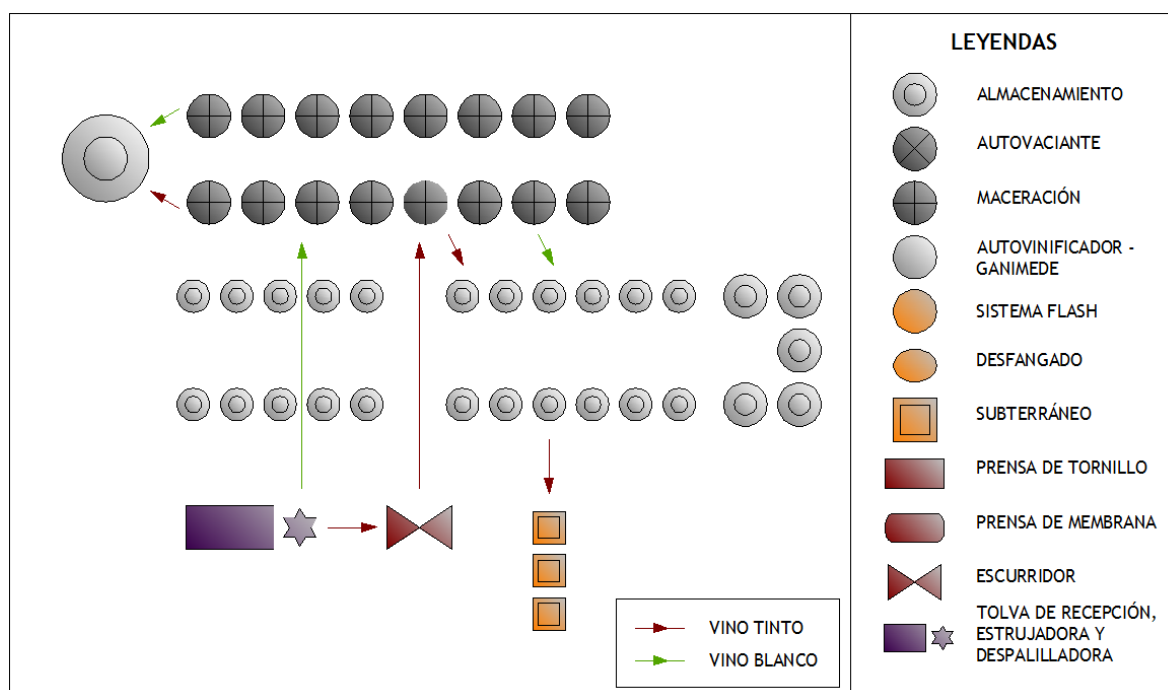 LEYENDAS
ALMACENAMIENTO
AUTOVACIANTE
MACERACIÓN
AUTOVINIFICADOR -
GANIMEDE
SISTEMA FLASH
DESFANGADO
SUBTERRÁNEO
PRENSA DE TORNILLO
PRENSA DE MEMBRANA
ESCURRIDOR
TOLVA DE RECEPCIÓN,
ESTRUJADORA Y
DESPALILLADORA
VINO TINTO
VINO BLANCO